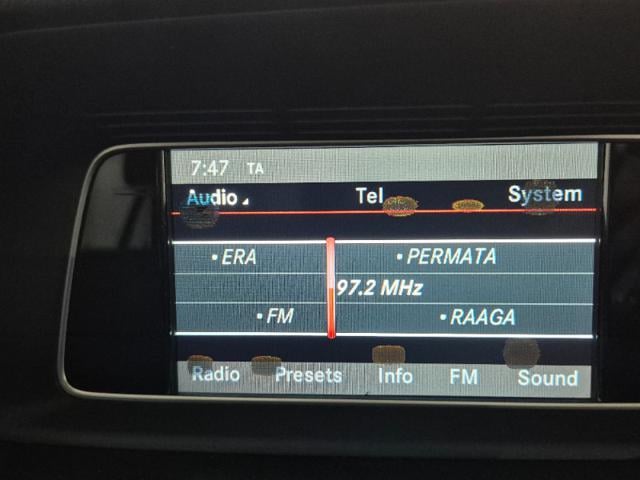 7:47 TA
Audio Tel System
• ERA • PERMATA
97.2 MHz
• FM • RAAGA
Radio Presets Info FM Sound